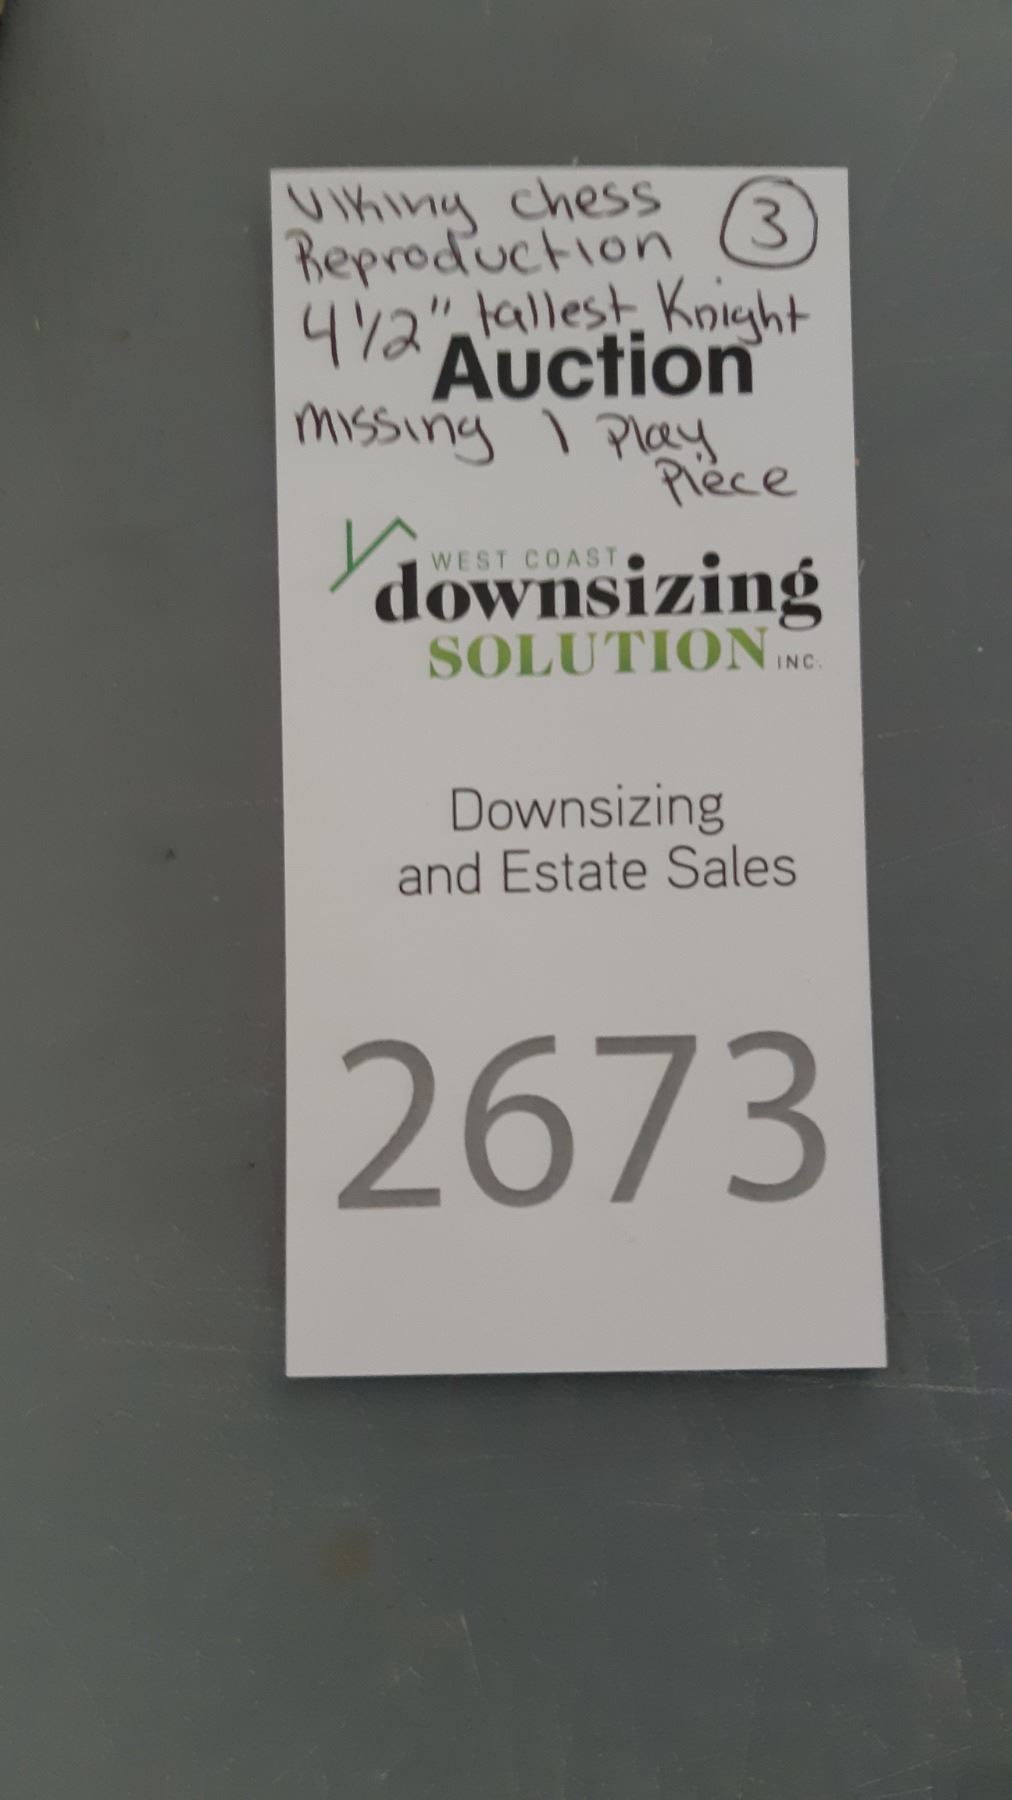 Viking chess
Reproduction
3
4 1/2" tallest Knight
Auction
missing 1 Play
Piece
WEST COAST
downsizing
SOLUTION INC.
Downsizing
and Estate Sales
2673